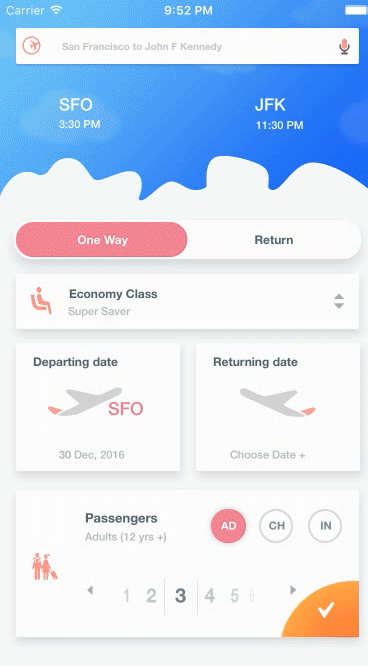 Carrier 9:52 PM
San Francisco to John F Kennedy
SFO JFK
3:30 PM 11:30 PM
One Way Return
Economy Class
Super Saver
Departing date Returning date
SFO
30 Dec, 2016 Choose Date +
Passengers AD CH IN
Adults (12 yrs +)
1 2 3 4 5 6